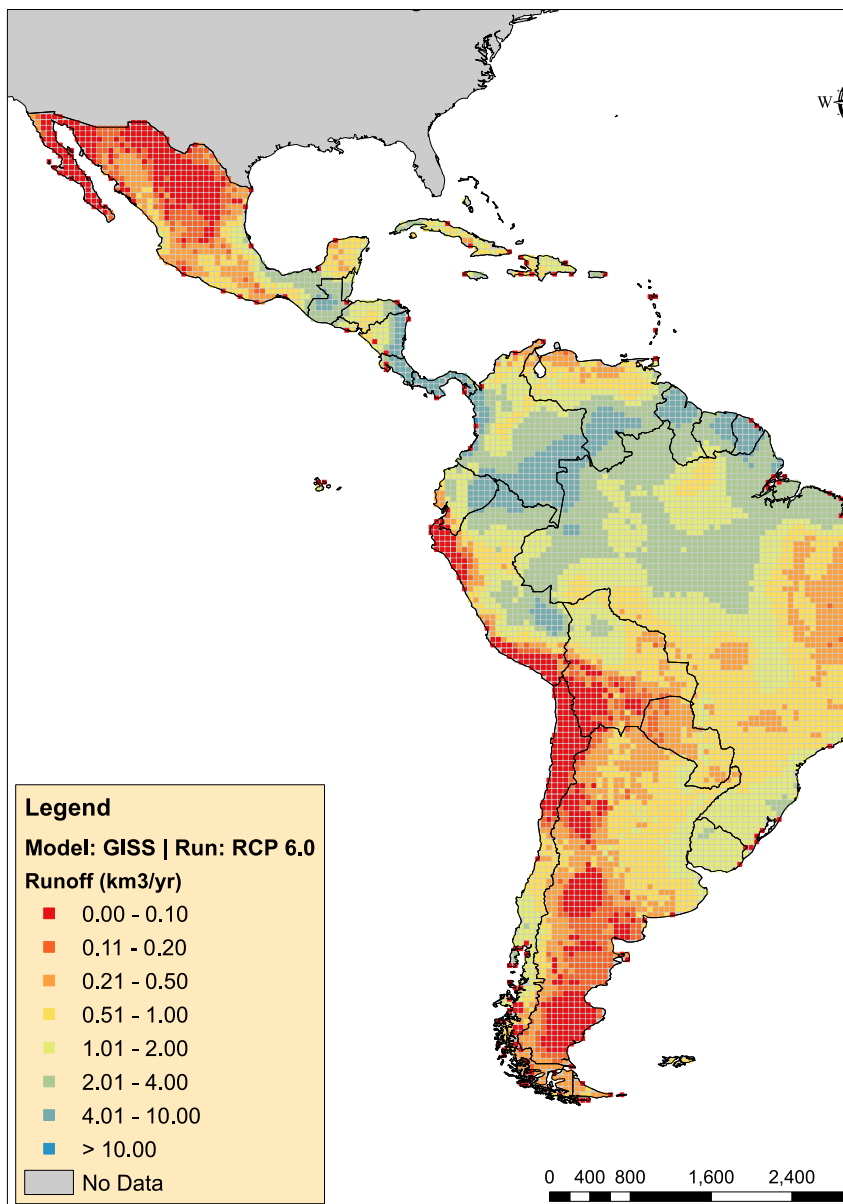 W
Legend
Model: GISS | Run: RCP 6.0
Runoff (km3/yr)
0.00 - 0.10
0.11 - 0.20
0.21 - 0.50
0.51 - 1.00
1.01 - 2.00
2.01 - 4.00
4.01 - 10.00
> 10.00
No Data
0 400 800 1,600 2,400